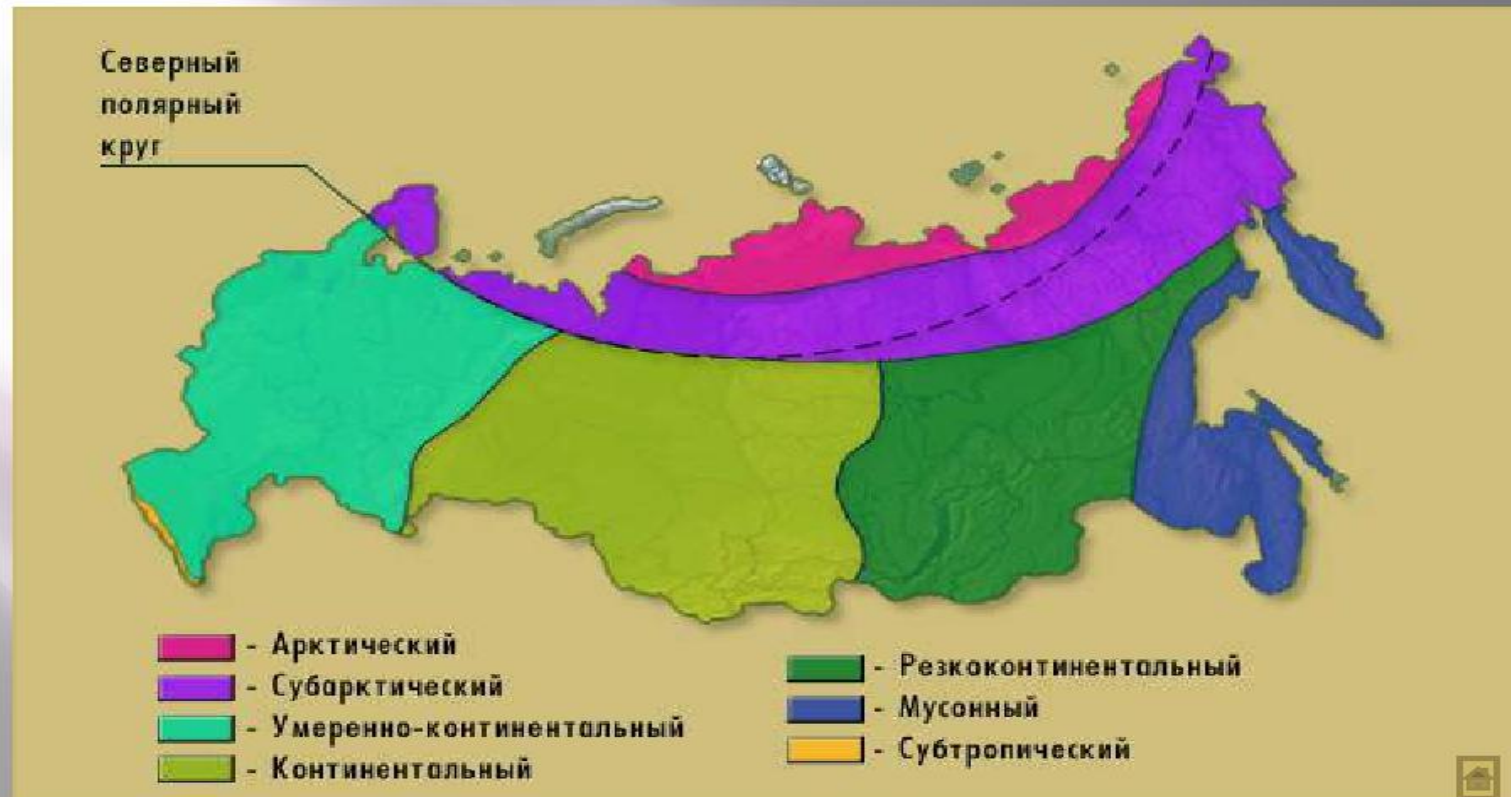 Северный
полярный
круг
- Арктический
- Субарктический
- Умеренно-континентальный
- Континентальный
- Резкоконтинентальный
- Мусонный
- Субтропический